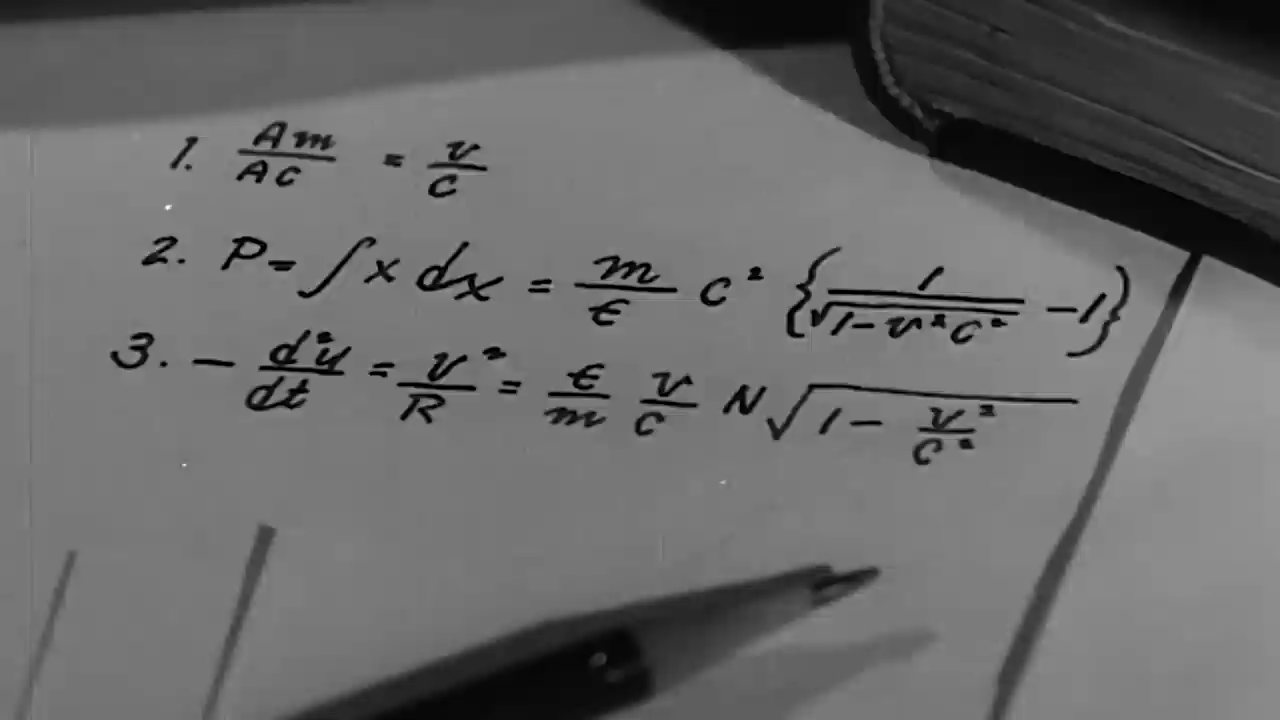 1. Am/Ac = v/c
2. P = ∫ x dx = m/ϵ c² {1/√(1-v²c²) -1}
3. - d²y/dt = v²/R = ϵ/m v/c N√(1 - v²/c²)